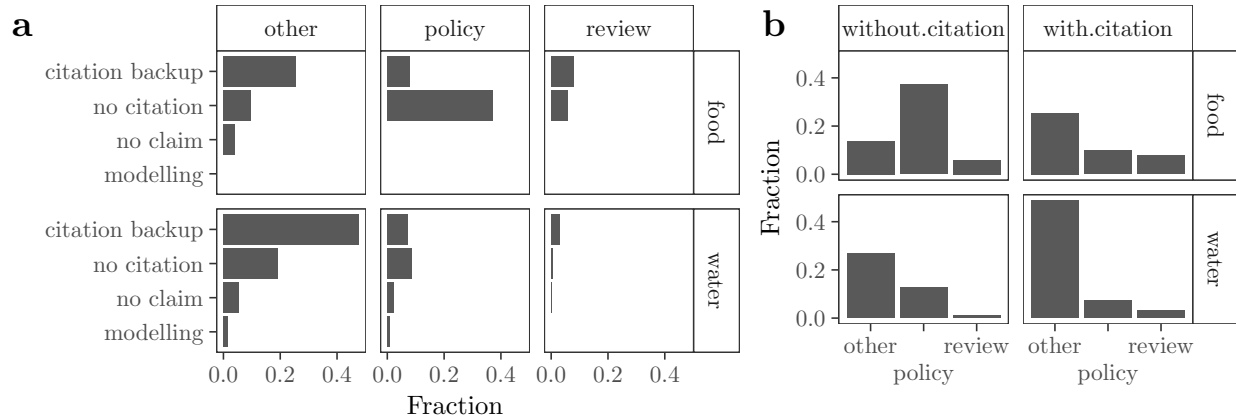 a
other policy review
citation backup
no citation
no claim
modelling
food
citation backup
no citation
no claim
modelling
water
0.0 0.2 0.4 0.0 0.2 0.4 0.0 0.2 0.4
Fraction
b
without.citation with.citation
0.4
0.2
0.0
food
0.4
0.2
0.0
water
Fraction
other review other review
policy policy